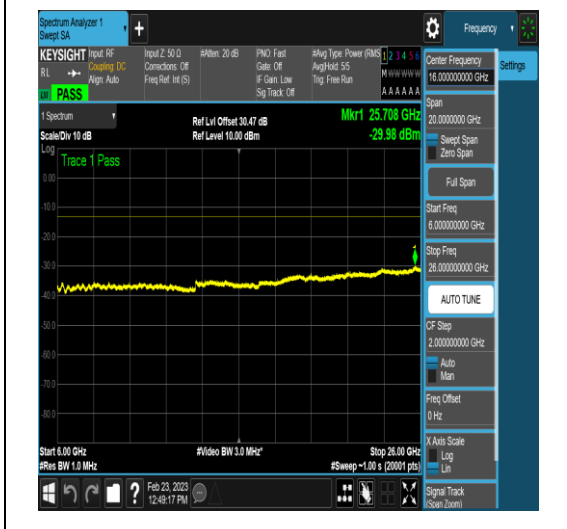 Spectrum Analyzer 1
Swept SA
+
Frequency
KEYSIGHT
RL
PASS
Input: RF
Coupling: DC
Align: Auto
Input Z: 50 Ω
Corrections: Off
Freq Ref: Int (S)
#Atten: 20 dB
PNO: Fast
Gate: Off
IF Gain: Low
Sig Track: Off
#Avg Type: Power (RMS
Avg|Hold: 5/5
Trig: Free Run
1 2 3 4 5 6
M W W W W W
A A A A A A
1 Spectrum
Scale/Div 10 dB
Ref Lvl Offset 30.47 dB
Ref Level 10.00 dBm
Mkr1 25.708 GHz
-29.98 dBm
Log
Trace 1 Pass
0.00
-10.0
-20.0
-30.0
-40.0
-50.0
-60.0
-70.0
-80.0
1
Start 6.00 GHz
#Res BW 1.0 MHz
#Video BW 3.0 MHz*
Stop 26.00 GHz
#Sweep ~1.00 s (20001 pts)
?
Feb 23, 2023
12:49:17 PM
Center Frequency
16.000000000 GHz
Settings
Span
20.0000000 GHz
Swept Span
Zero Span
Full Span
Start Freq
6.000000000 GHz
Stop Freq
26.000000000 GHz
AUTO TUNE
CF Step
2.000000000 GHz
Auto
Man
Freq Offset
0 Hz
X Axis Scale
Log
Lin
Signal Track
(Span Zoom)